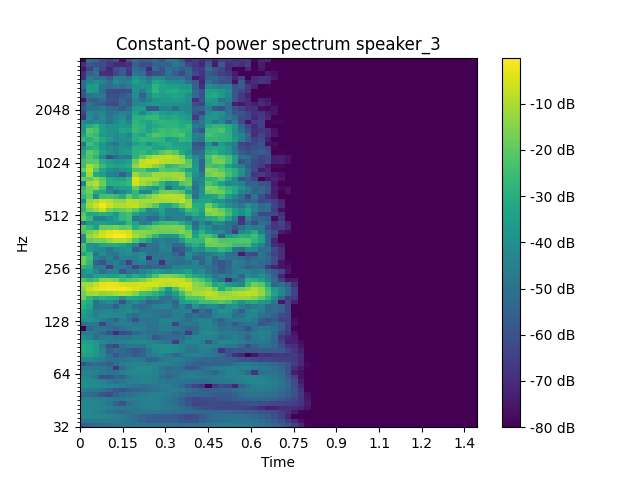 Constant-Q power spectrum speaker_3
Hz
2048
1024
512
256
128
64
32
0 0.15 0.3 0.45 0.6 0.75 0.9 1.1 1.2 1.4
Time
-10 dB
-20 dB
-30 dB
-40 dB
-50 dB
-60 dB
-70 dB
-80 dB